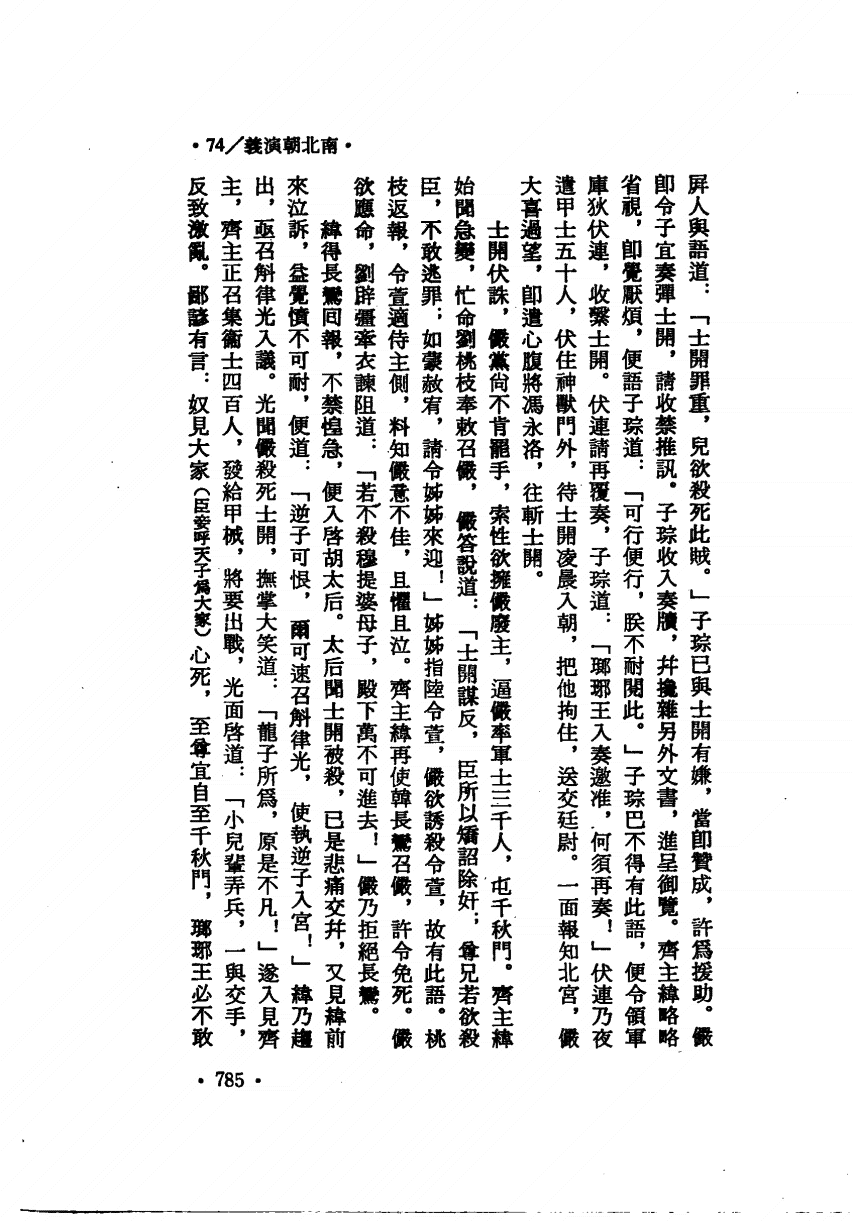 •74/義演朝北南•
屏人與語道：「士開罪重，兒欲殺死此賊。」子琮已與士開有嫌，當卽贊成，許爲援助。儼
卽令子宜奏彈士開，請收禁推訊。子琮收入奏牘，幷攙雜另外文書，進呈御覽。齊主緯略略
省視，卽覺厭煩，便語子琮道：「可行便行，朕不耐閱此。」子琮巴不得有此語，便令領軍
庫狄伏連，收繫士開。伏連請再覆奏，子琮道：「瑯琊王入奏邀准，何須再奏！」伏連乃夜
遣甲士五十人，伏住神獸門外，待士開凌晨入朝，把他拘住，送交廷尉。一面報知北宮，儼
大喜過望，卽遣心腹將馮永洛，往斬士開。
士開伏誅，儼黨尙不肯罷手，索性欲擁儼廢主，逼儼率軍士三千人，屯千秋門。齊主緯
始聞急變，忙命劉桃枝奉敕召儼，儼答說道：「士開謀反，臣所以矯詔除奸，尊兄若欲殺
臣，不敢逃罪；如蒙赦宥，請令姊姊來迎！」姊姊指陸令萱，儼欲誘殺令萱，故有此語。桃
枝返報，令萱適侍主側，料知儼意不佳，且懼且泣。齊主緯再使韓長鸞召儼，許令免死。儼
欲應命，劉辟彊牽衣諫阻道：「若不殺穆提婆母子，殿下萬不可進去！」儼乃拒絕長鸞。
緯得長鸞囘報，不禁惶急，便入啓胡太后。太后聞士開被殺，已是悲痛交幷，又見緯前
來泣訴，益覺憤不可耐，便道：「逆子可恨，爾可速召斛律光，使執逆子入宮！」緯乃趨
出，亟召斛律光入議。光聞儼殺死士開，撫掌大笑道：「龍子所爲，原是不凡！」遂入見齊
主，齊主正召集衞士四百人，發給甲械，將要出戰，光面啓道：「小兒輩弄兵，一與交手，
反致激亂。鄙諺有言：奴見大家（臣妾呼天子爲大家）心死，至尊宜自至千秋門，瑯琊王必不敢
•785•